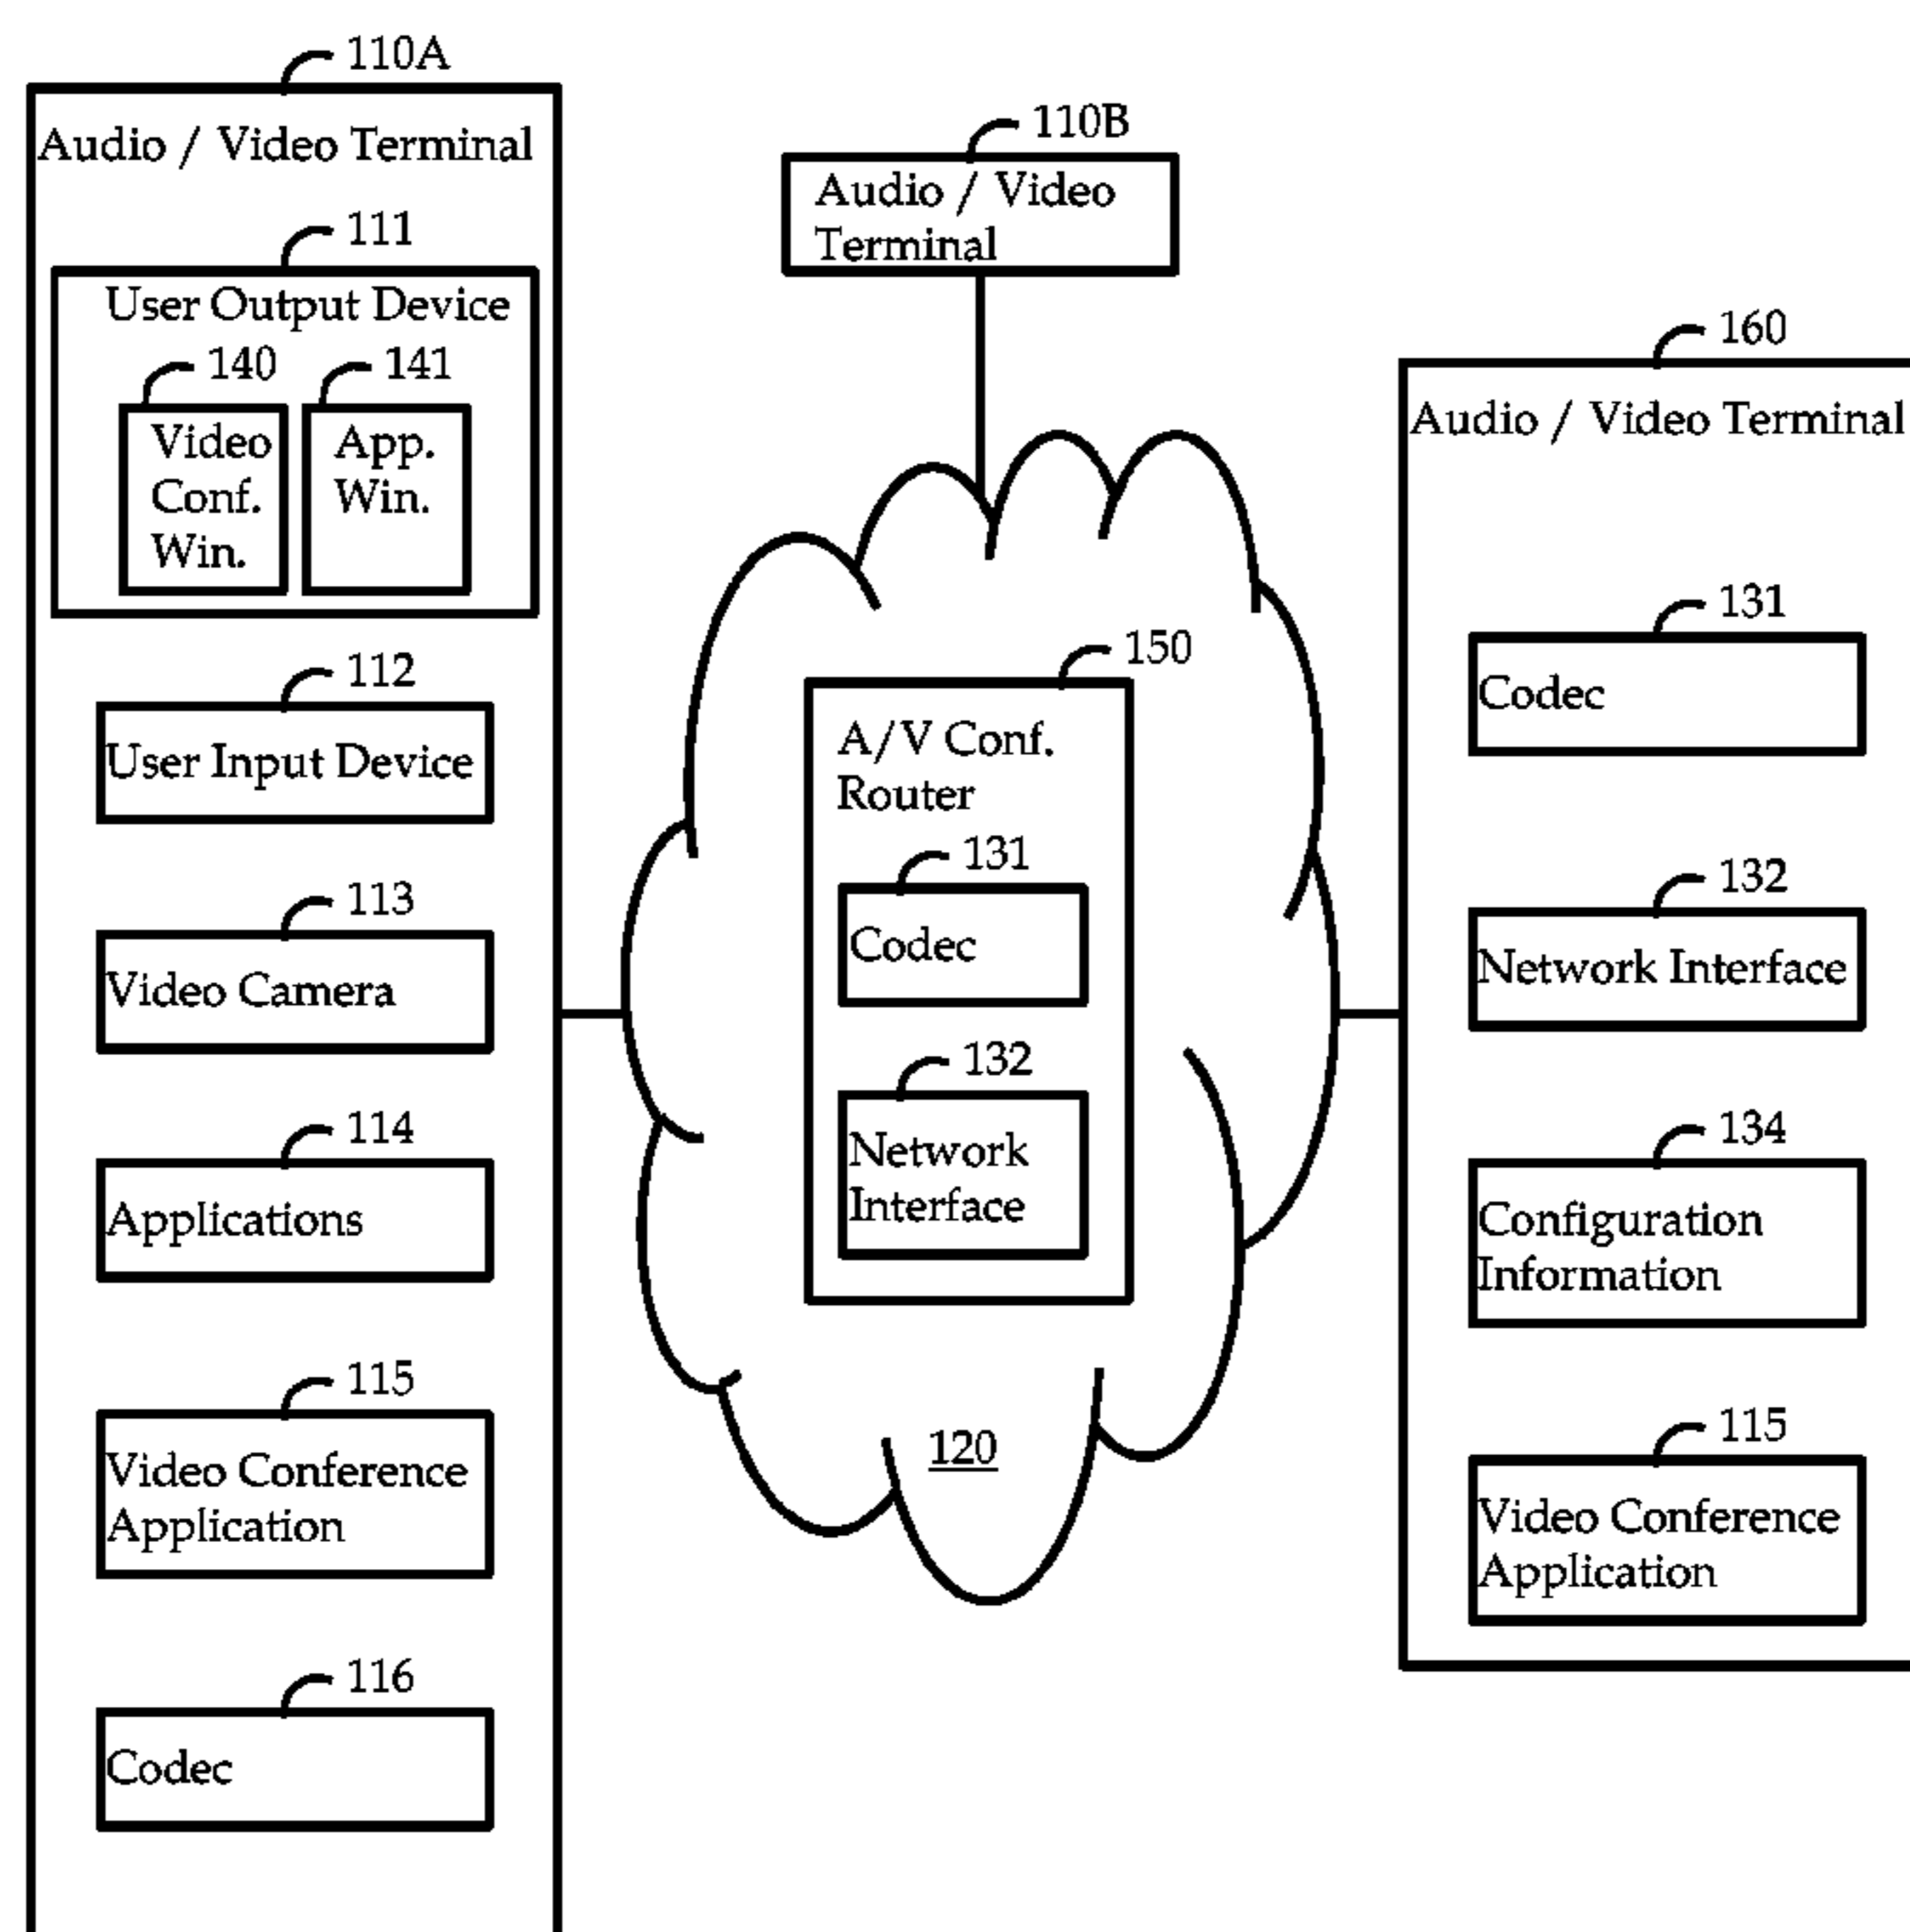 110A
Audio / Video Terminal
111
User Output Device
140
141
Video
Conf.
Win.
App.
Win.
112
User Input Device
113
Video Camera
114
Applications
115
Video Conference
Application
116
Codec
110B
Audio / Video
Terminal
150
A/V Conf.
Router
131
Codec
132
Network
Interface
120
160
Audio / Video Terminal
131
Codec
132
Network Interface
134
Configuration
Information
115
Video Conference
Application